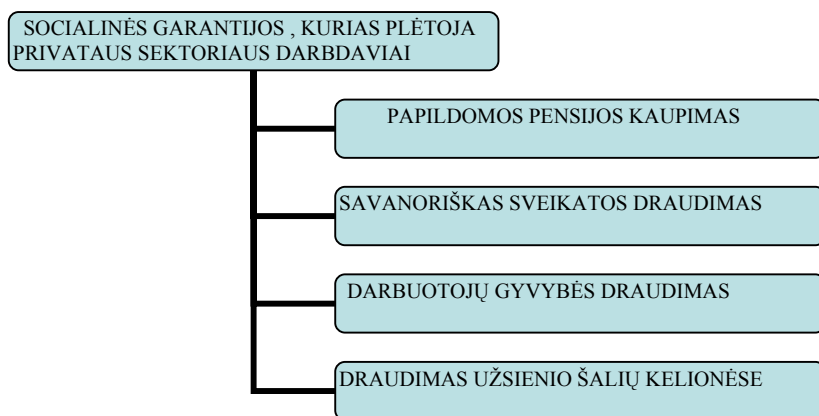 SOCIALINĖS GARANTIJOS , KURIAS PLĖTOJA
PRIVATAUS SEKTORIAUS DARBDAVIAI
PAPILDOMOS PENSIJOS KAUPIMAS
SAVANORIŠKAS SVEIKATOS DRAUDIMAS
DARBUOTOJŲ GYVYBĖS DRAUDIMAS
DRAUDIMAS UŽSIENIO ŠALIŲ KELIONĖSE